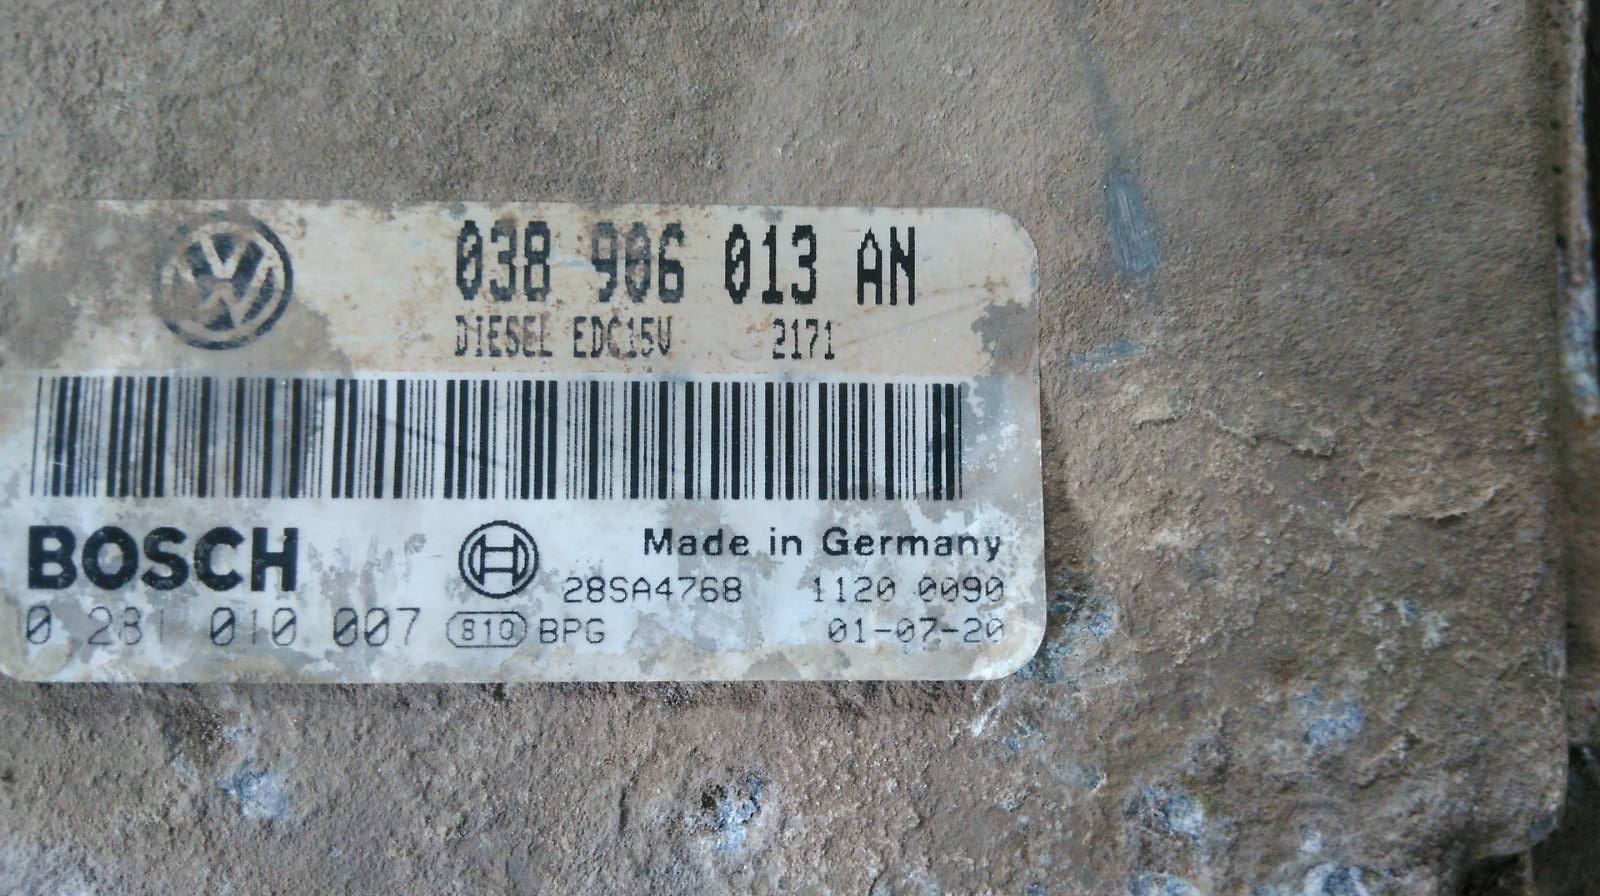 038 906 013 AN
DIESEL EDC15V 2171
BOSCH
Made in Germany
28SA4768 1120 0090
0 281 010 007 810 BPG 01-07-20